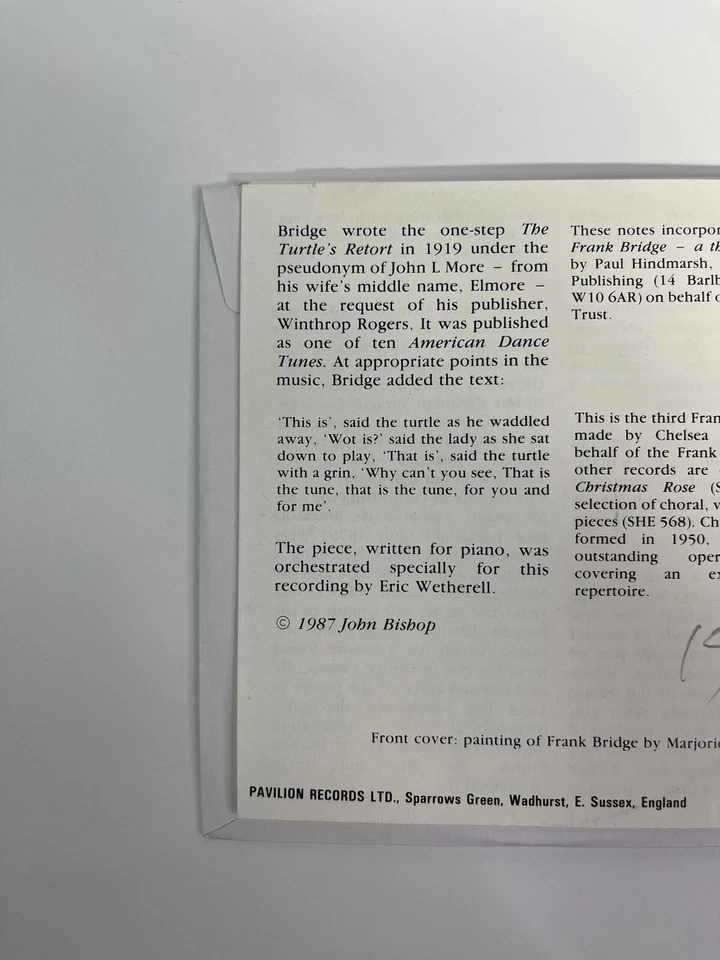 Bridge wrote the one-step The
Turtle's Retort in 1919 under the
pseudonym of John L More – from
his wife's middle name, Elmore –
at the request of his publisher,
Winthrop Rogers. It was published
as one of ten American Dance
Tunes. At appropriate points in the
music, Bridge added the text:
'This is', said the turtle as he waddled
away, 'Wot is?' said the lady as she sat
down to play, 'That is', said the turtle
with a grin, 'Why can't you see, That is
the tune, that is the tune, for you and
for me'.
The piece, written for piano, was
orchestrated specially for this
recording by Eric Wetherell.
© 1987 John Bishop
These notes incorpor
Frank Bridge – a th
by Paul Hindmarsh,
Publishing (14 Barlb
W10 6AR) on behalf o
Trust.
This is the third Fran
made by Chelsea
behalf of the Frank
other records are
Christmas Rose (S
selection of choral, v
pieces (SHE 568). Ch
formed in 1950,
outstanding oper
covering an ex
repertoire.
Front cover: painting of Frank Bridge by Marjorie
PAVILION RECORDS LTD., Sparrows Green, Wadhurst, E. Sussex, England